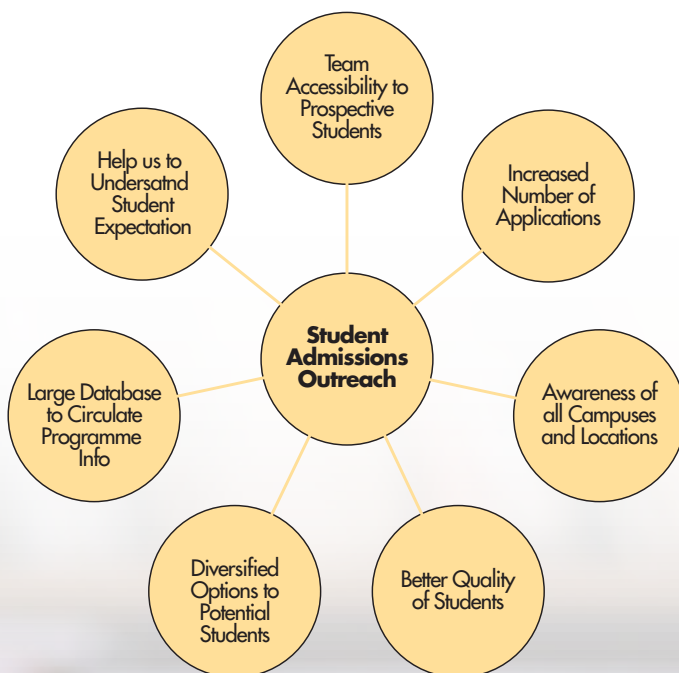 Team
Accessibility to
Prospective
Students
Increased
Number of
Applications
Awareness of
all Campuses
and Locations
Better Quality
of Students
Diversified
Options to
Potential
Students
Large Database
to Circulate
Programme
Info
Help us to
Undersatnd
Student
Expectation
Student
Admissions
Outreach